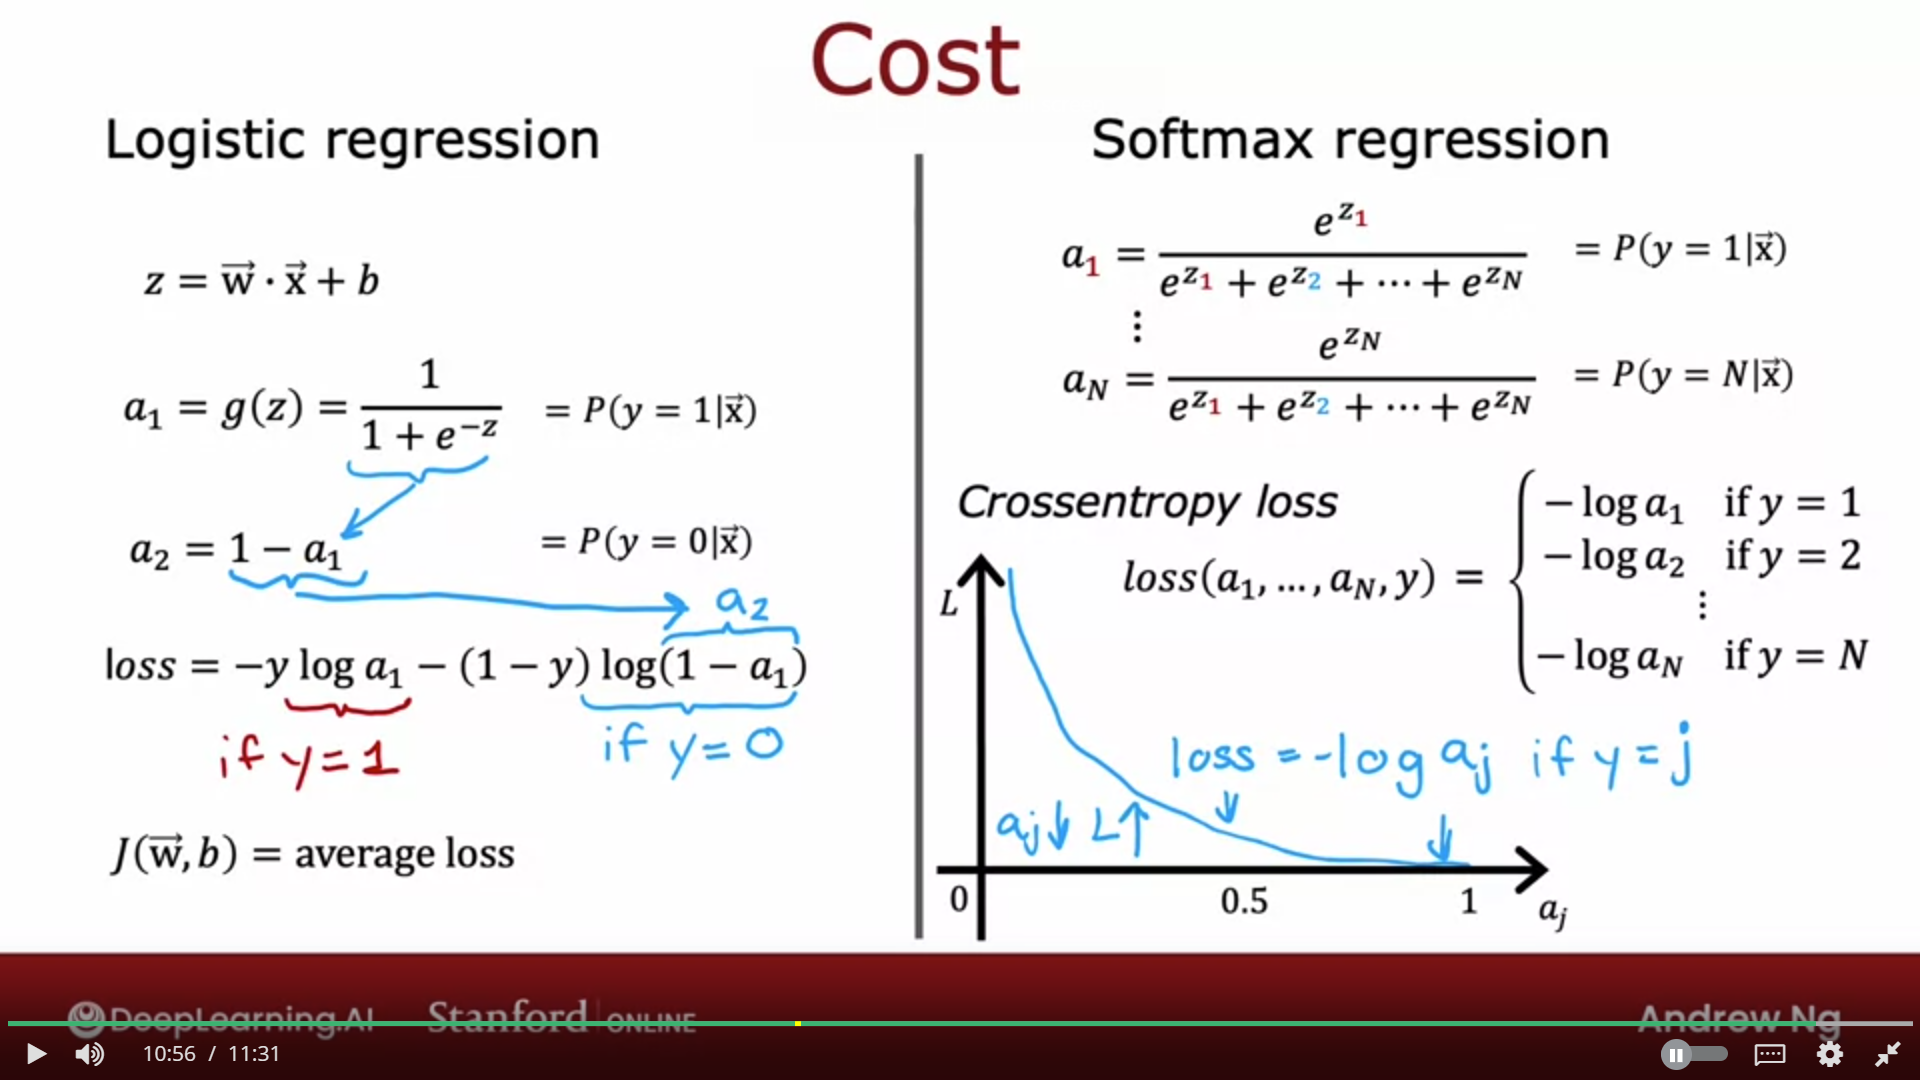 Cost
Logistic regression
z = w⃗ · x⃗ + b
a₁ = g(z) = 1 / (1 + e^(−z)) = P(y = 1|x⃗)
a₂ = 1 − a₁ = P(y = 0|x⃗)
a₂
loss = −y log a₁ − (1 − y) log(1 − a₁)
if y = 1
if y = 0
J(w⃗, b) = average loss
Softmax regression
a₁ = e^(z₁) / (e^(z₁) + e^(z₂) + ⋯ + e^(z_N)) = P(y = 1|x⃗)
⋮
a_N = e^(z_N) / (e^(z₁) + e^(z₂) + ⋯ + e^(z_N)) = P(y = N|x⃗)
Crossentropy loss
loss(a₁, …, a_N, y) = {
− log a₁ if y = 1
− log a₂ if y = 2
⋮
− log a_N if y = N
L
loss = -log aj if y = j
aj ↓ L ↑
0 0.5 1 a_j
DeepLearning.AI Stanford ONLINE Andrew Ng
10:56 / 11:31